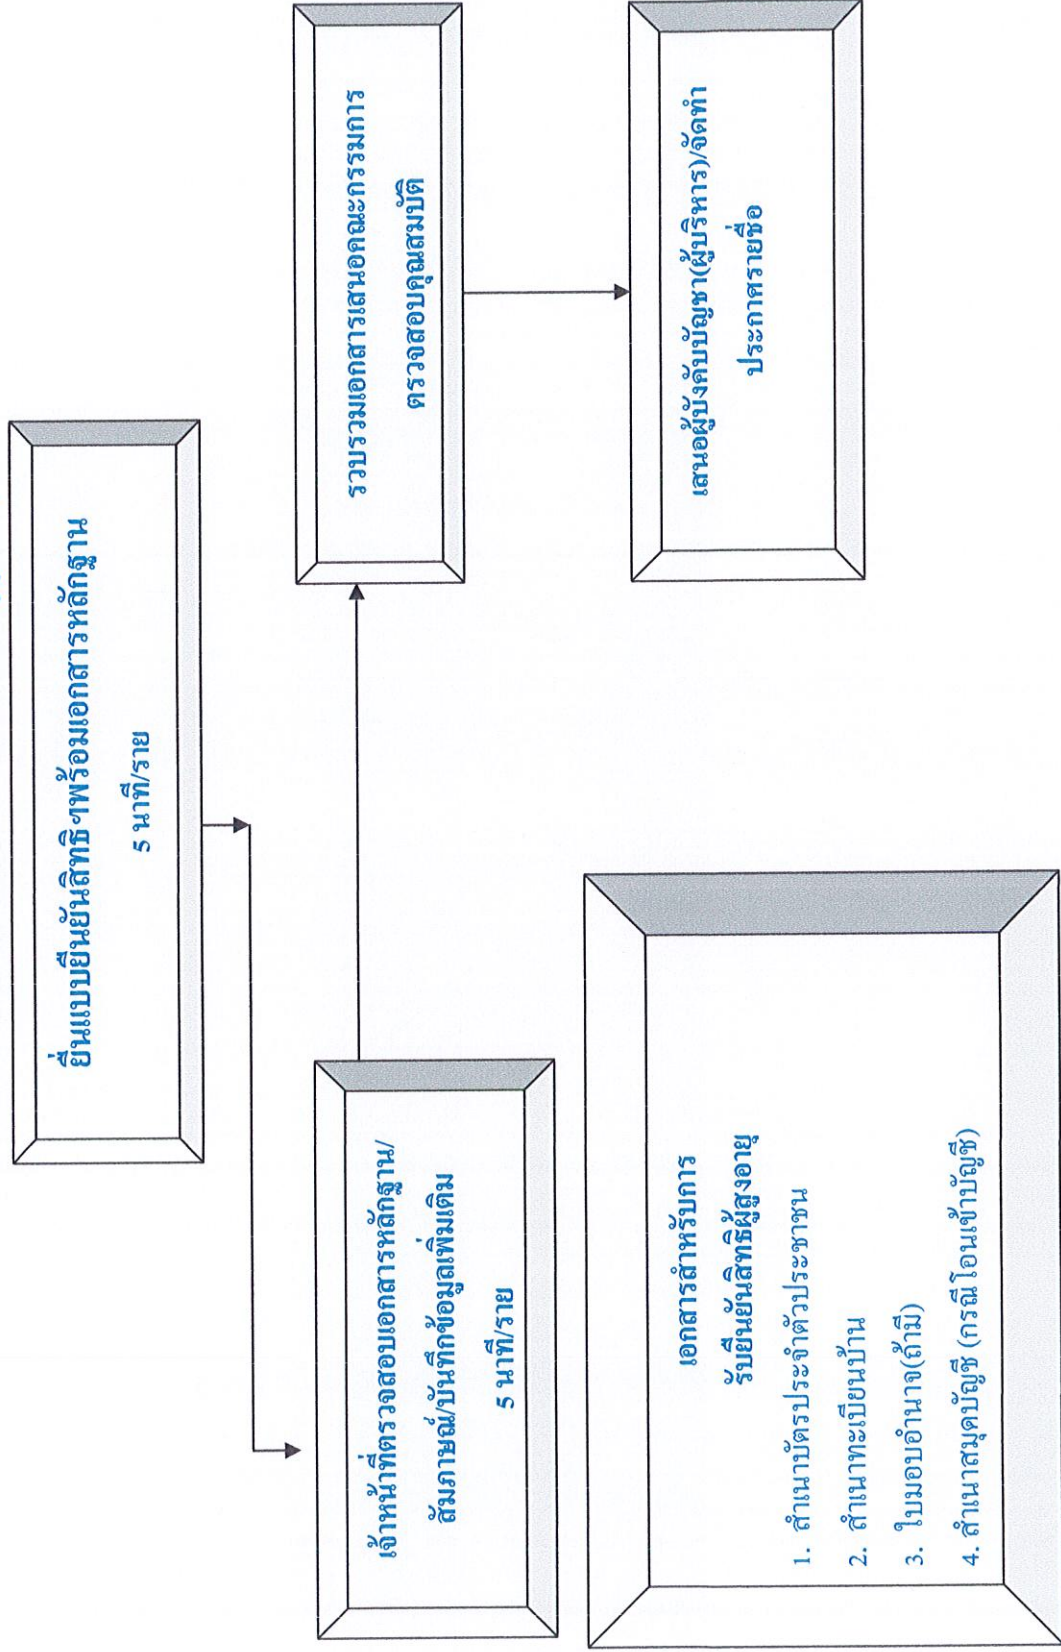 ยื่นแบบยืนยันสิทธิฯพร้อมเอกสารหลักฐาน
5 นาที/ราย
เจ้าหน้าที่ตรวจสอบเอกสารหลักฐาน/
สัมภาษณ์/บันทึกข้อมูลเพิ่มเติม
5 นาที/ราย
รวบรวมเอกสารเสนอคณะกรรมการ
ตรวจสอบคุณสมบัติ
เสนอผู้บังคับบัญชา(ผู้บริหาร)/จัดทำ
ประกาศรายชื่อ
เอกสารสำหรับการ
รับยืนยันสิทธิผู้สูงอายุ
1. สำเนาบัตรประจำตัวประชาชน
2. สำเนาทะเบียนบ้าน
3. ใบมอบอำนาจ(ถ้ามี)
4. สำเนาสมุดบัญชี (กรณีโอนเข้าบัญชี)